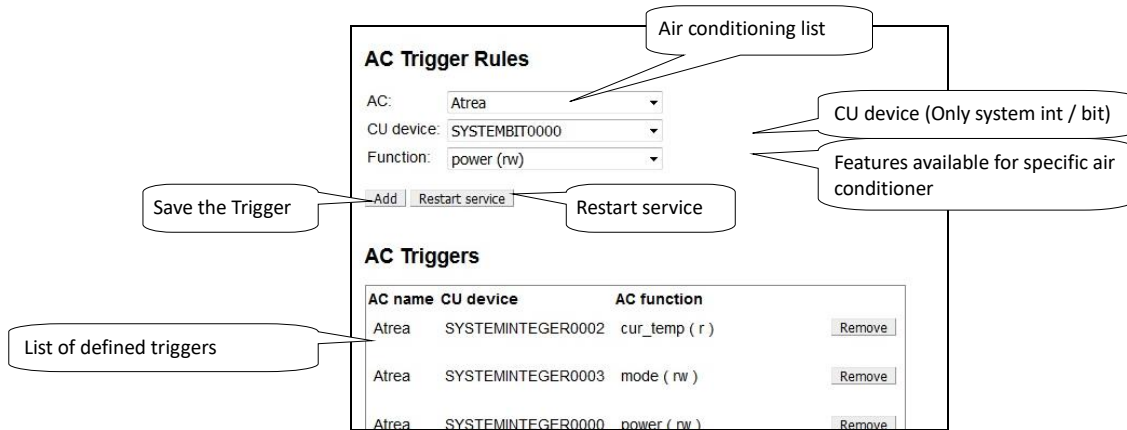 Air conditioning list
AC Trigger Rules
AC: Atrea
CU device: SYSTEMBIT0000
CU device (Only system int / bit)
Function: power (rw)
Features available for specific air
conditioner
Save the Trigger
Add Restart service
Restart service
AC Triggers
AC name CU device AC function
Atrea SYSTEMINTEGER0002 cur_temp ( r ) Remove
List of defined triggers
Atrea SYSTEMINTEGER0003 mode ( rw ) Remove
Atrea SYSTEMINTEGER0000 power ( rw ) Remove